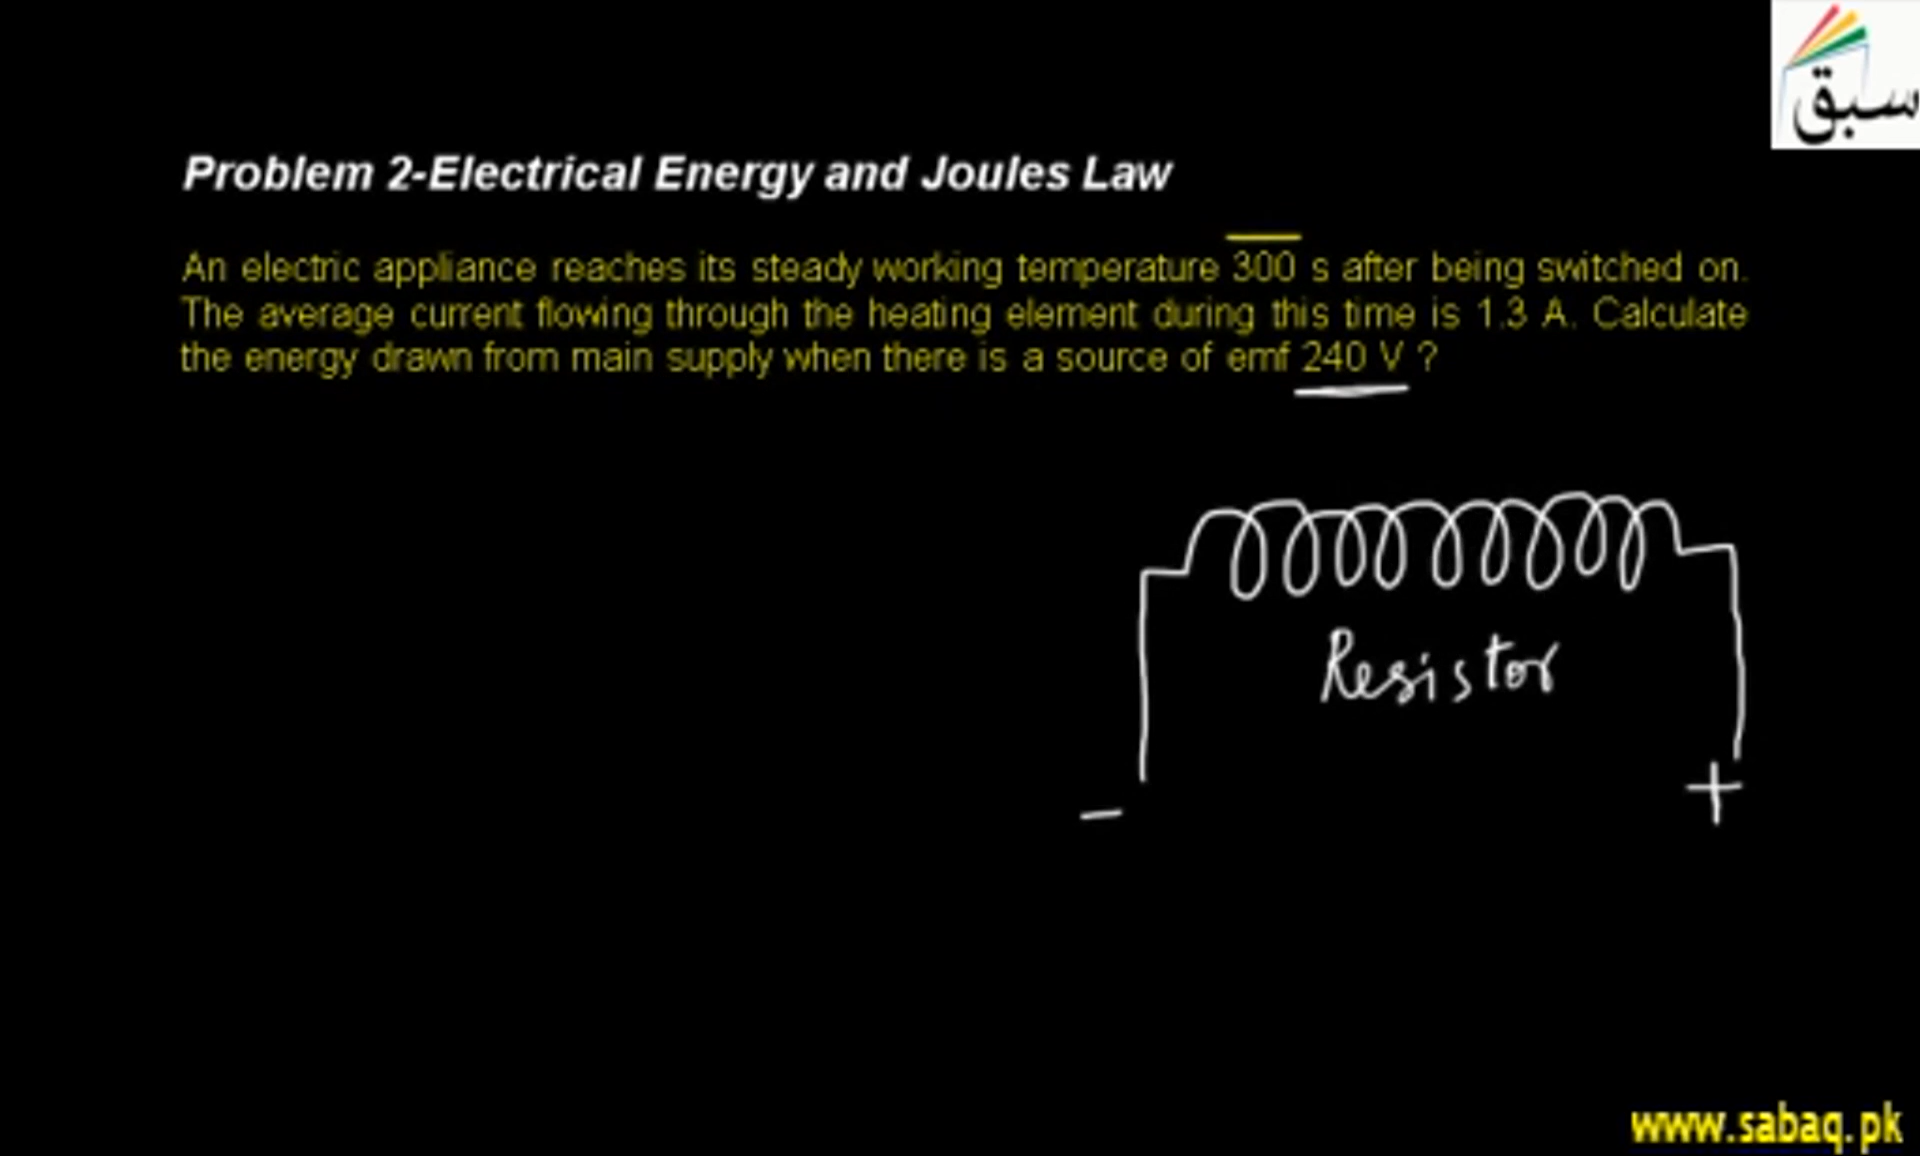 سبق
Problem 2-Electrical Energy and Joules Law
An electric appliance reaches its steady working temperature 300 s after being switched on.
The average current flowing through the heating element during this time is 1.3 A. Calculate
the energy drawn from main supply when there is a source of emf 240 V ?
Resistor
- +
www.sabaq.pk